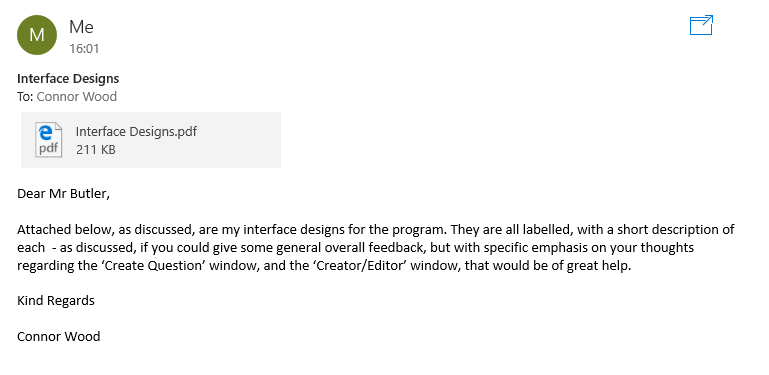 M
Me
16:01
Interface Designs
To: Connor Wood
e
pdf
Interface Designs.pdf
211 KB
Dear Mr Butler,
Attached below, as discussed, are my interface designs for the program. They are all labelled, with a short description of
each  - as discussed, if you could give some general overall feedback, but with specific emphasis on your thoughts
regarding the ‘Create Question’ window, and the ‘Creator/Editor’ window, that would be of great help.
Kind Regards
Connor Wood